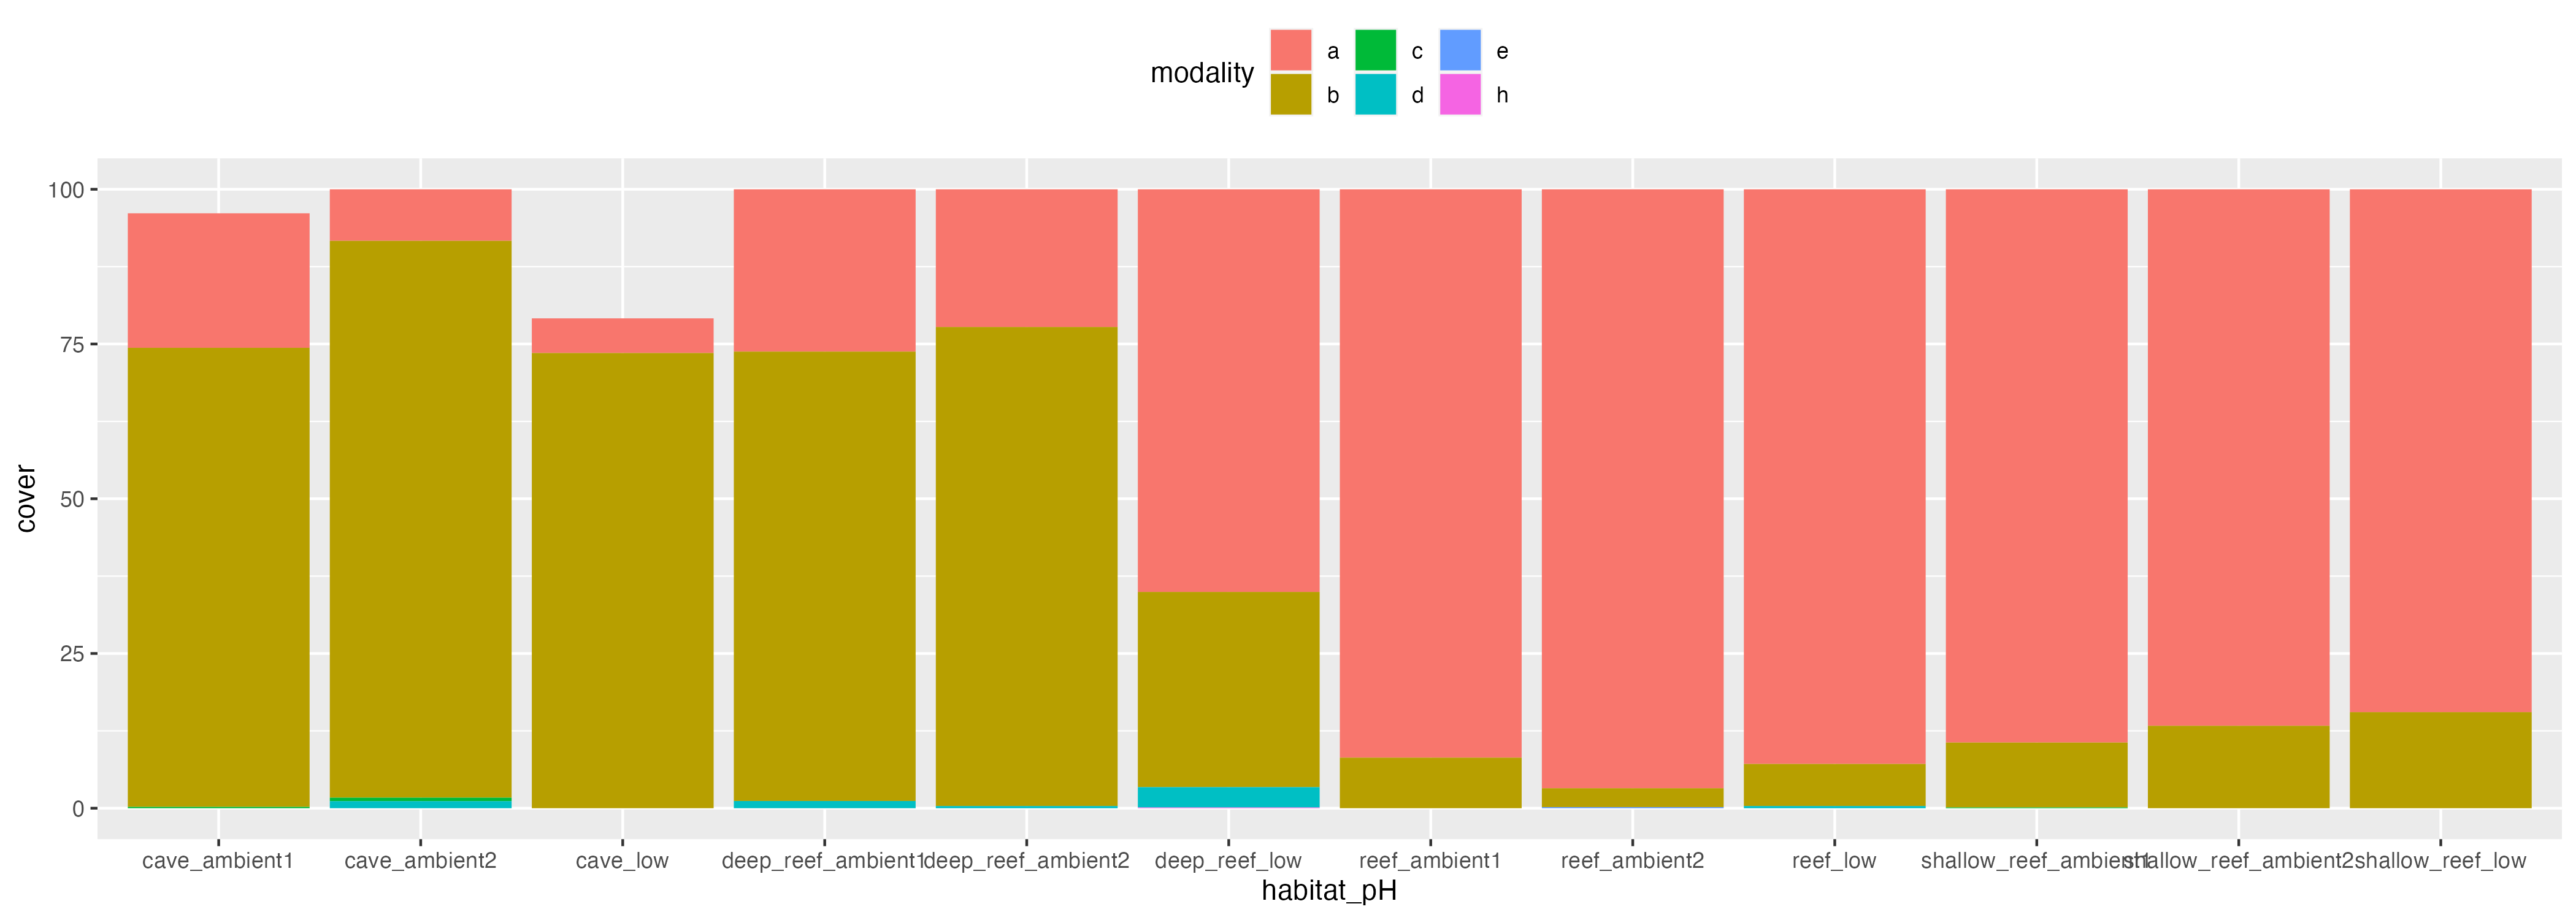 modality
a c e
b d h
100
75
50
25
0
cover
cave_ambient1 cave_ambient2 cave_low deep_reef_ambient1 deep_reef_ambient2 deep_reef_low reef_ambient1 reef_ambient2 reef_low shallow_reef_ambient1 shallow_reef_ambient2 shallow_reef_low
habitat_pH